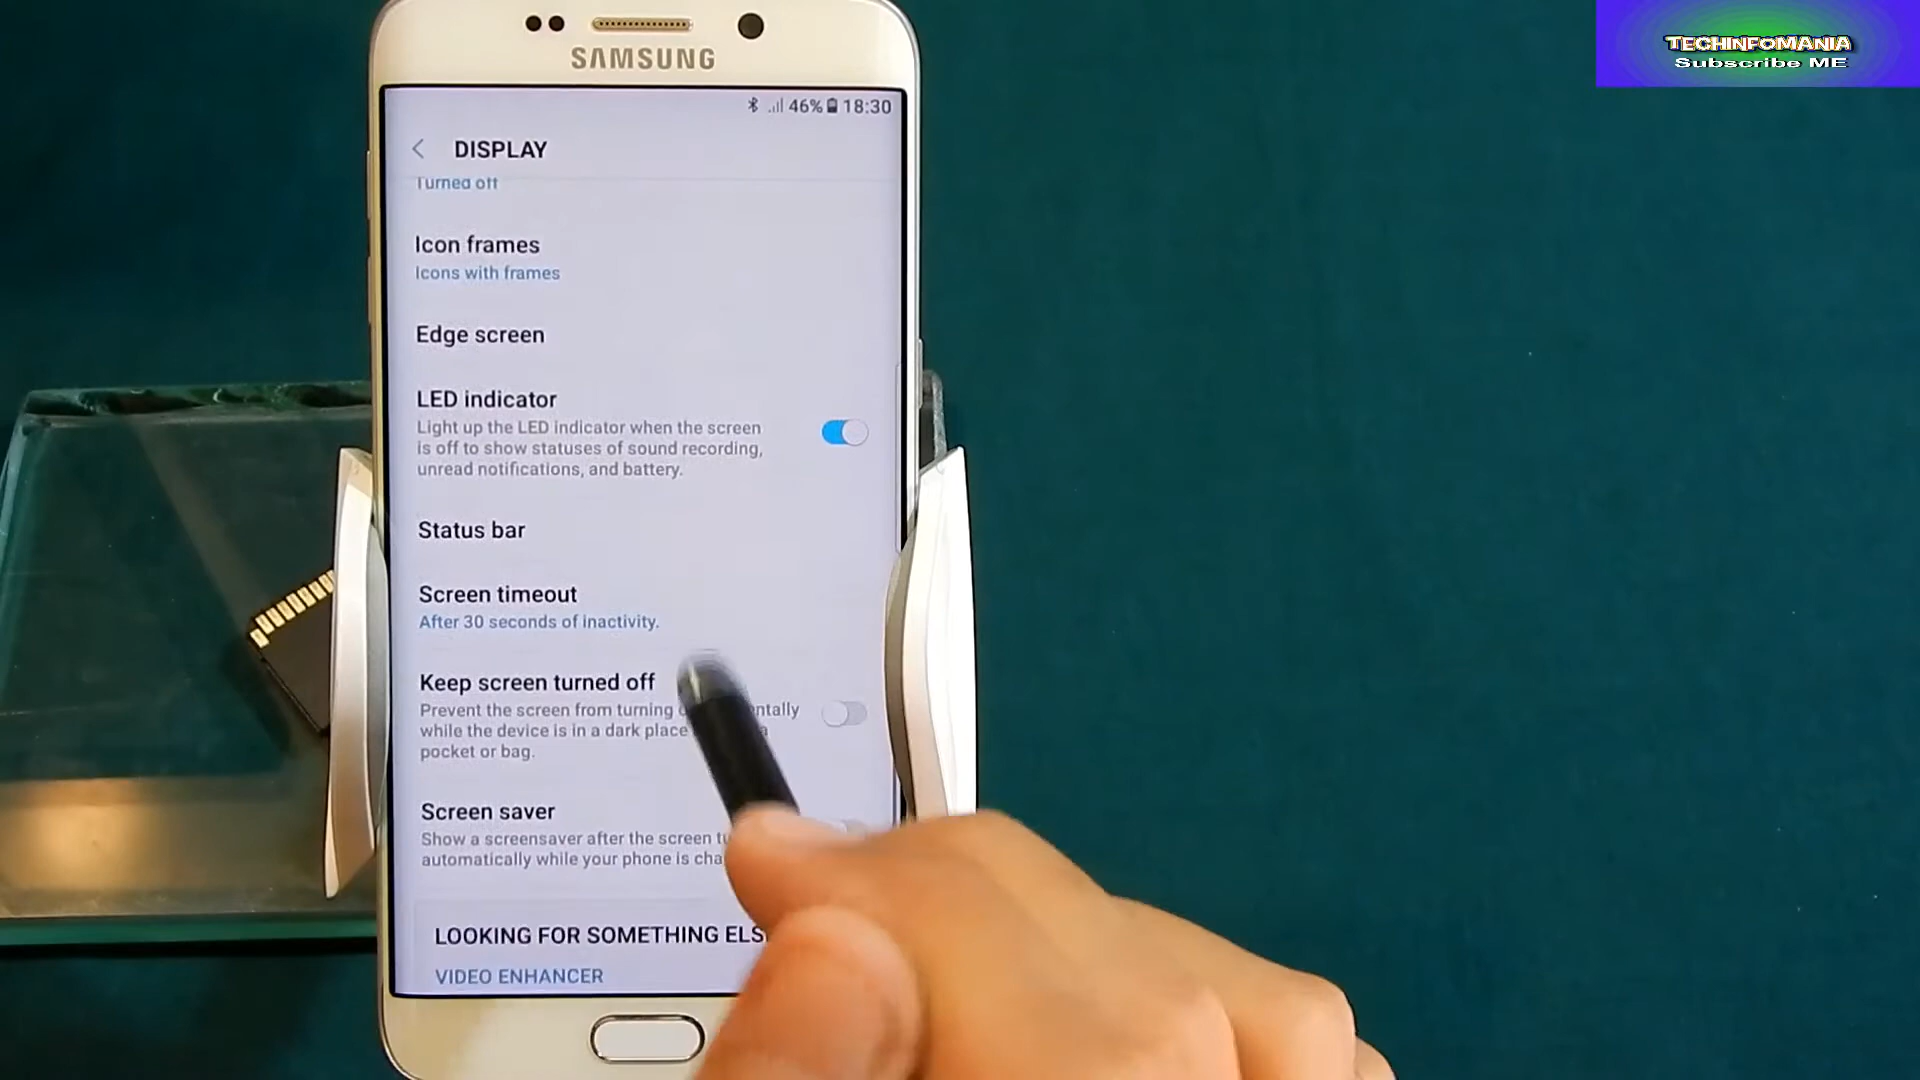 TECHINFOMANIA
Subscribe ME
SAMSUNG
46% 18:30
DISPLAY
Turned off
Icon frames
Icons with frames
Edge screen
LED indicator
Light up the LED indicator when the screen
is off to show statuses of sound recording,
unread notifications, and battery.
Status bar
Screen timeout
After 30 seconds of inactivity.
Keep screen turned off
Prevent the screen from turning
while the device is in a dark place a
pocket or bag.
Screen saver
Show a screensaver after the screen
automatically while your phone is
LOOKING FOR SOMETHING
VIDEO ENHANCER